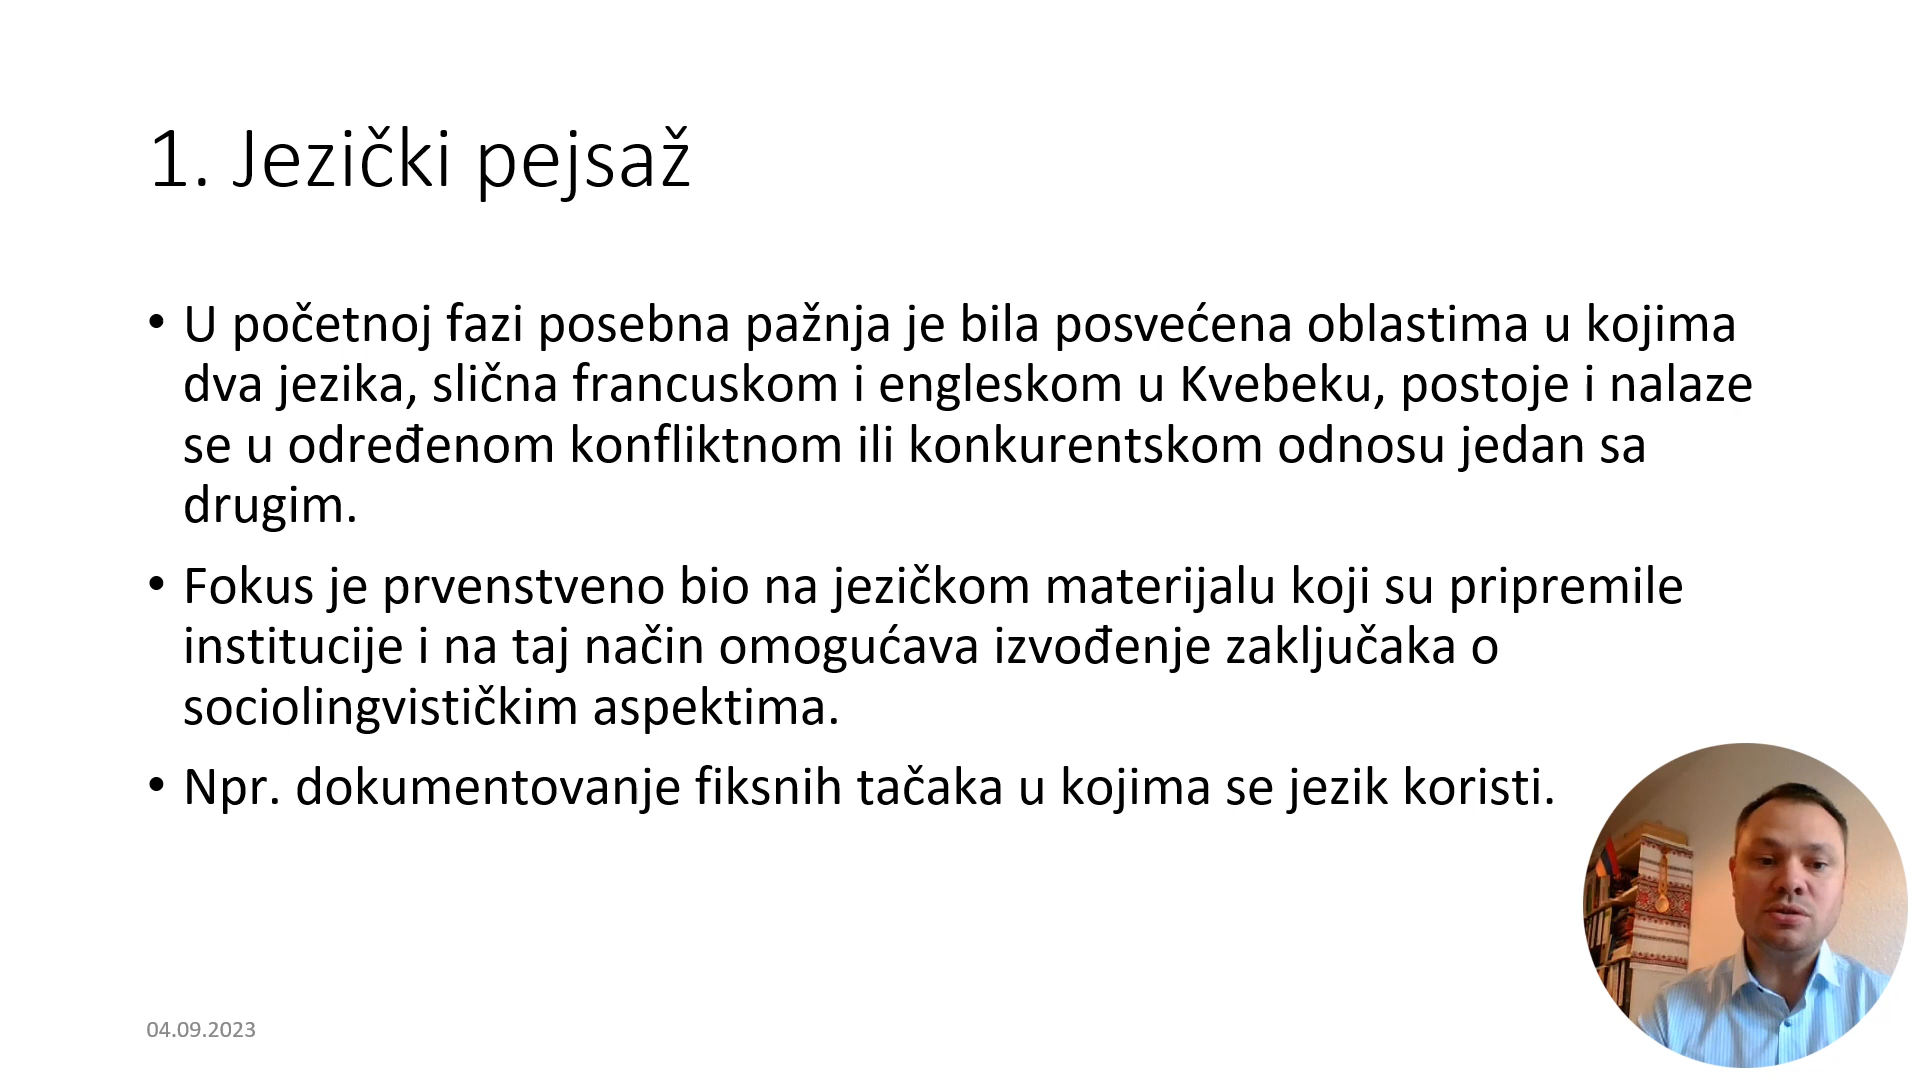 1. Jezički pejsaž
• U početnoj fazi posebna pažnja je bila posvećena oblastima u kojima
dva jezika, slična francuskom i engleskom u Kvebeku, postoje i nalaze
se u određenom konfliktnom ili konkurentskom odnosu jedan sa
drugim.
• Fokus je prvenstveno bio na jezičkom materijalu koji su pripremile
institucije i na taj način omogućava izvođenje zaključaka o
sociolingvističkim aspektima.
• Npr. dokumentovanje fiksnih tačaka u kojima se jezik koristi.
04.09.2023